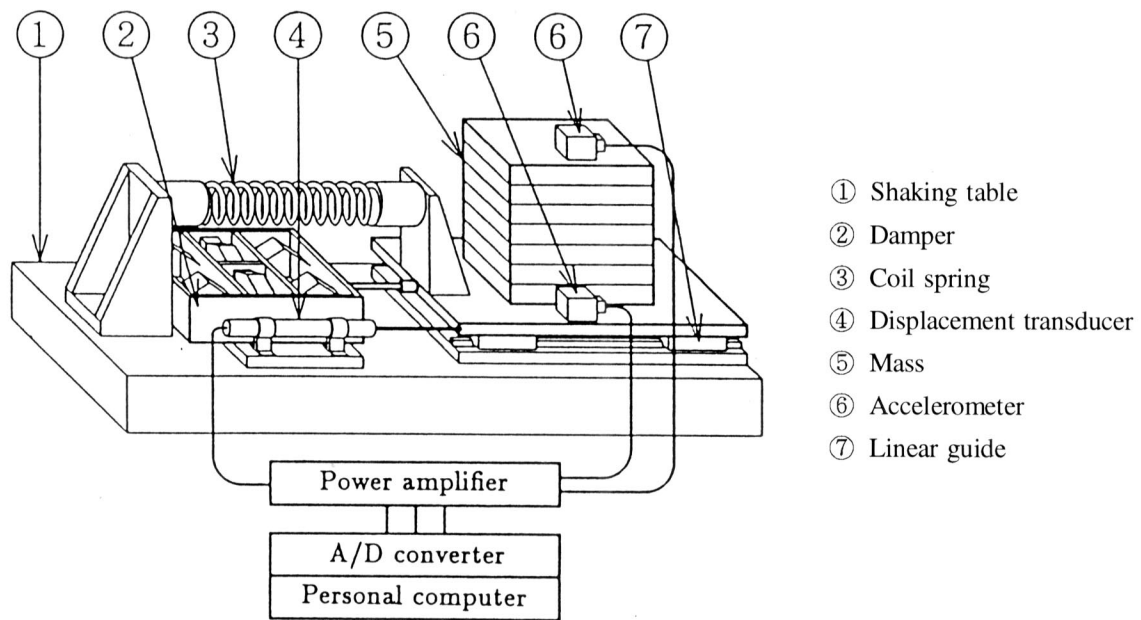 ① ② ③ ④ ⑤ ⑥ ⑥ ⑦
① Shaking table
② Damper
③ Coil spring
④ Displacement transducer
⑤ Mass
⑥ Accelerometer
⑦ Linear guide
Power amplifier
A/D converter
Personal computer